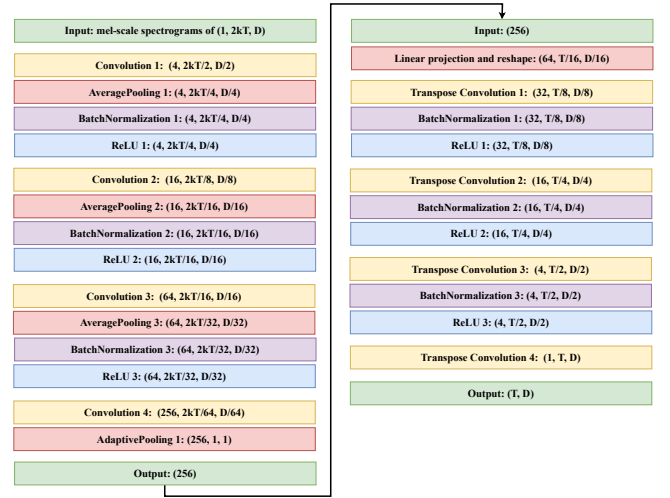 Input: mel-scale spectrograms of (1, 2kT, D)
Convolution 1: (4, 2kT/2, D/2)
AveragePooling 1: (4, 2kT/4, D/4)
BatchNormalization 1: (4, 2kT/4, D/4)
ReLU 1: (4, 2kT/4, D/4)
Convolution 2: (16, 2kT/8, D/8)
AveragePooling 2: (16, 2kT/16, D/16)
BatchNormalization 2: (16, 2kT/16, D/16)
ReLU 2: (16, 2kT/16, D/16)
Convolution 3: (64, 2kT/16, D/16)
AveragePooling 3: (64, 2kT/32, D/32)
BatchNormalization 3: (64, 2kT/32, D/32)
ReLU 3: (64, 2kT/32, D/32)
Convolution 4: (256, 2kT/64, D/64)
AdaptivePooling 1: (256, 1, 1)
Output: (256)
Input: (256)
Linear projection and reshape: (64, T/16, D/16)
Transpose Convolution 1: (32, T/8, D/8)
BatchNormalization 1: (32, T/8, D/8)
ReLU 1: (32, T/8, D/8)
Transpose Convolution 2: (16, T/4, D/4)
BatchNormalization 2: (16, T/4, D/4)
ReLU 2: (16, T/4, D/4)
Transpose Convolution 3: (4, T/2, D/2)
BatchNormalization 3: (4, T/2, D/2)
ReLU 3: (4, T/2, D/2)
Transpose Convolution 4: (1, T, D)
Output: (T, D)